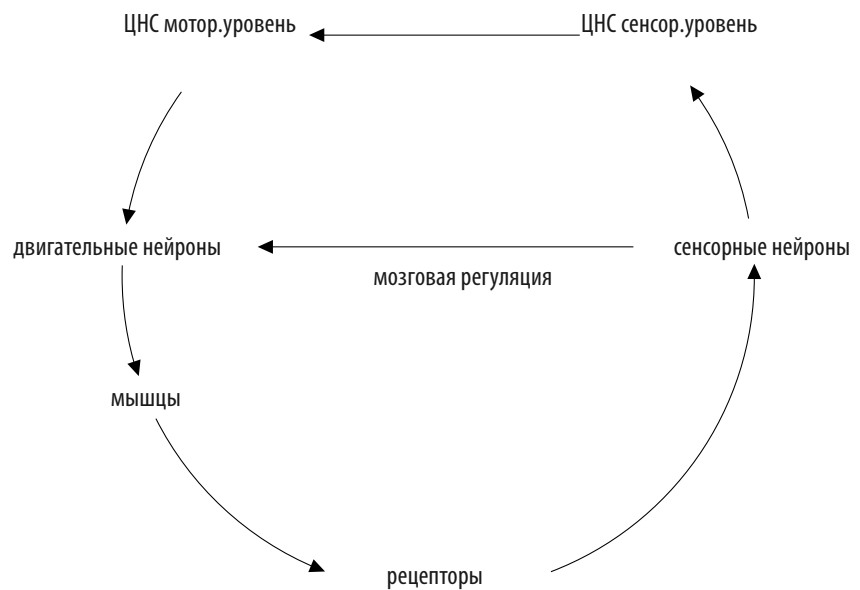 ЦНС мотор.уровень
ЦНС сенсор.уровень
двигательные нейроны
сенсорные нейроны
мозговая регуляция
мышцы
рецепторы